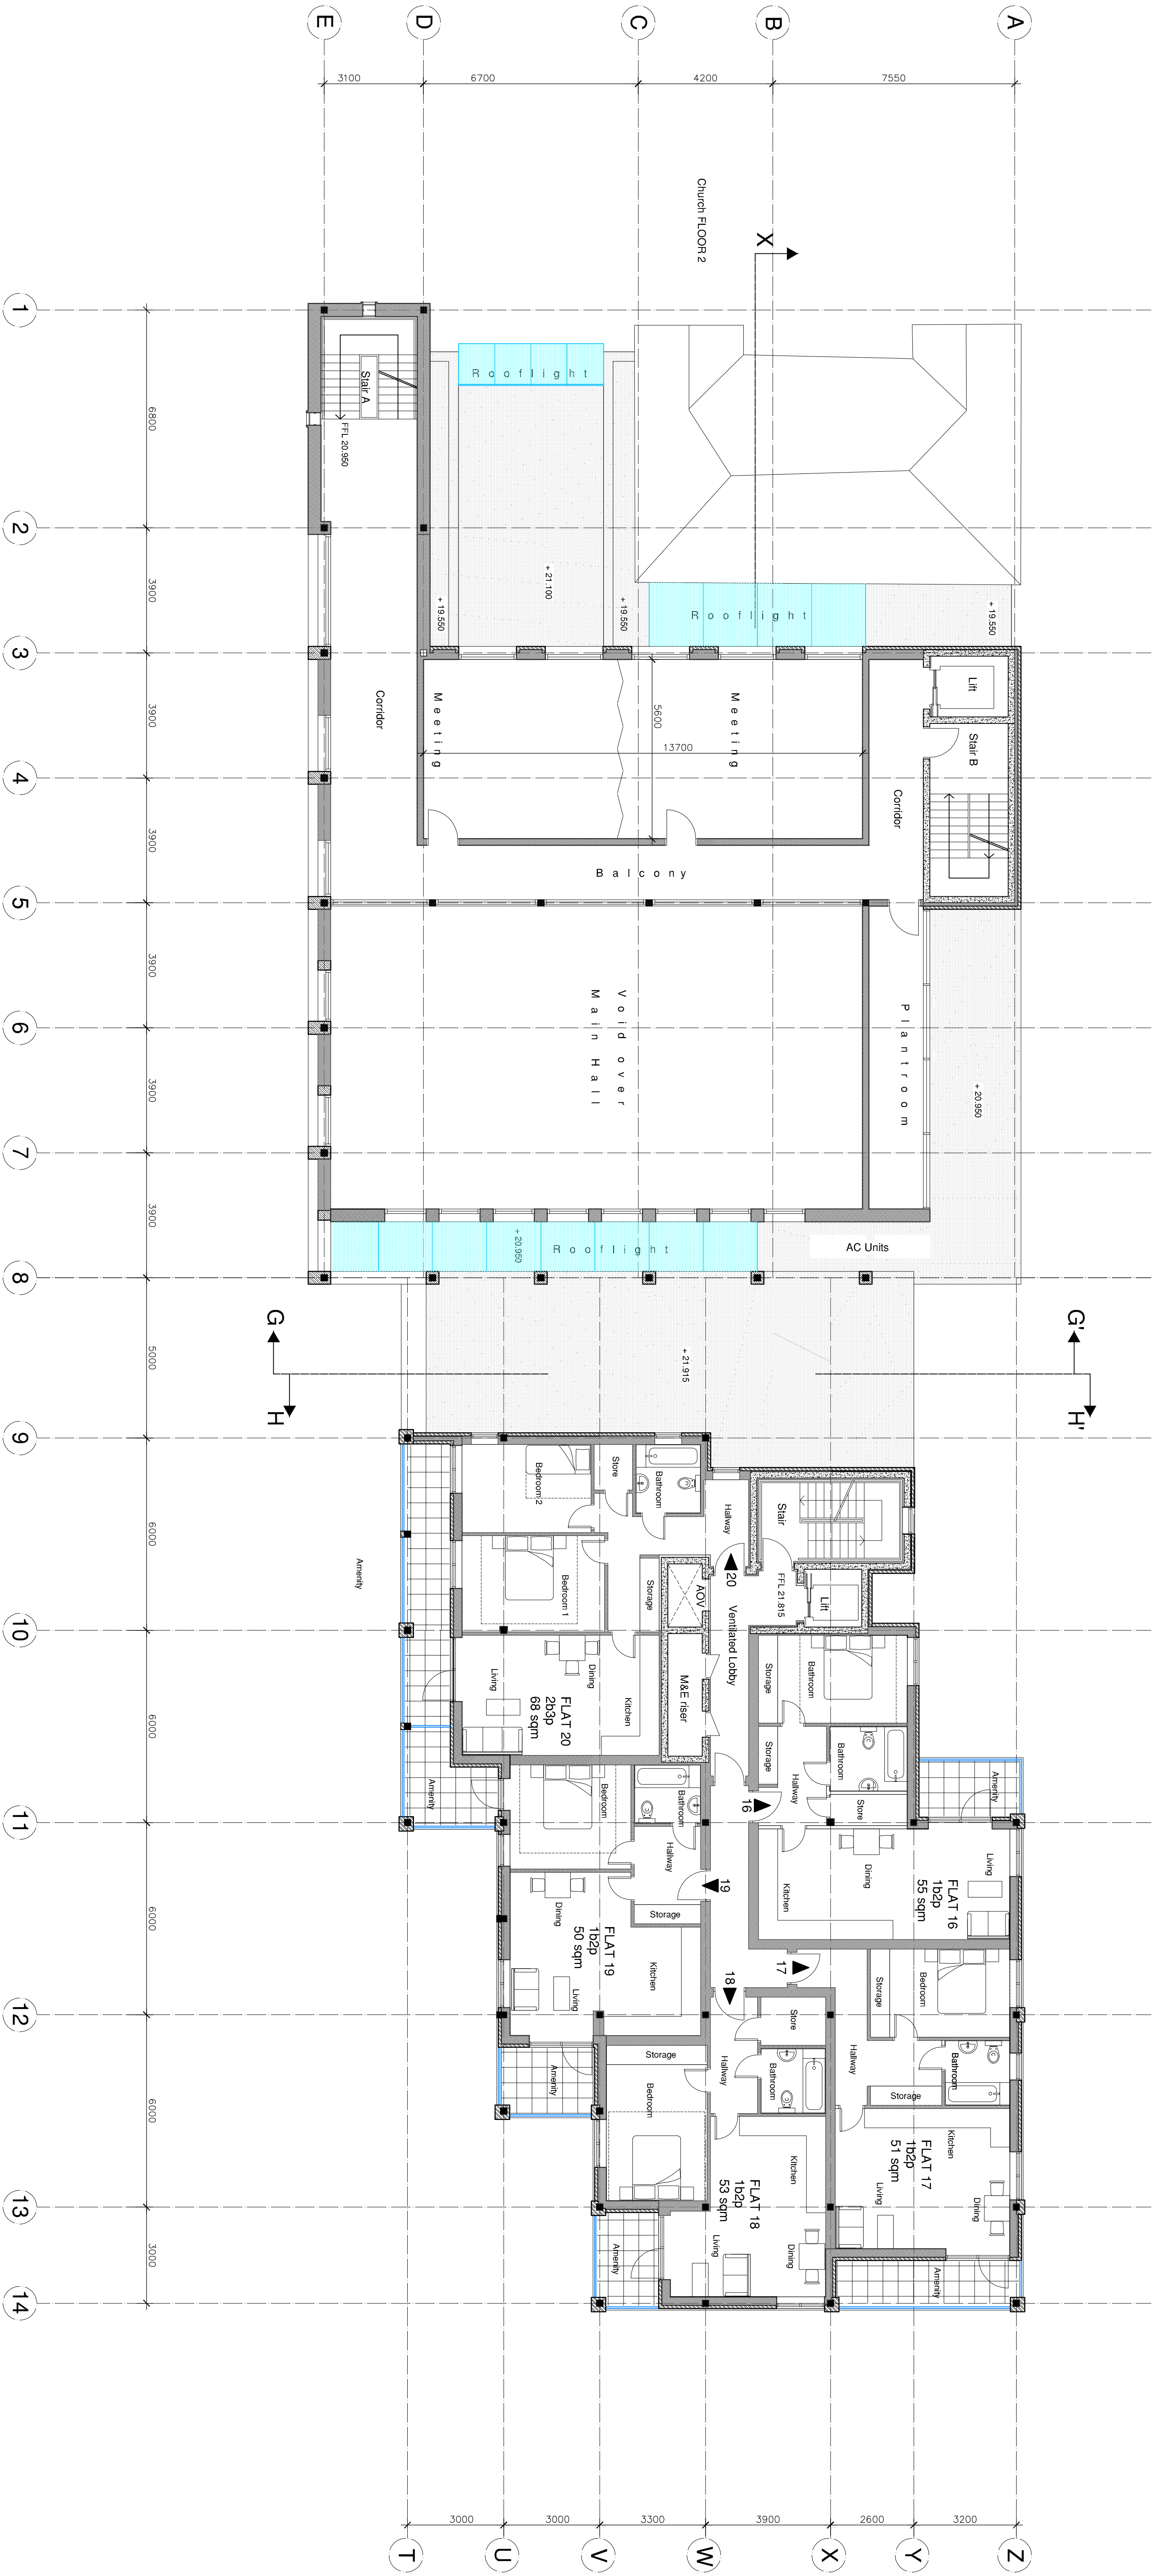 E
D
C
B
A
3100
6700
4200
7550
Church FLOOR 2
X
1
2
3
4
5
6
7
8
9
10
11
12
13
14
6800
3900
3900
3900
3900
3900
3900
5000
6000
6000
6000
6000
3000
Stair A
FFL 20.950
Rooflight
+ 21.100
+ 19.550
+ 19.550
Rooflight
+ 19.550
Corridor
Meeting
Meeting
5600
13700
Lift
Stair B
Corridor
Balcony
Void over
Main Hall
Plantroom
+ 20.950
Rooflight
+ 20.950
AC Units
G
H
G'
H'
+ 21.915
Amenity
Bedroom 2
Store
Bathroom
Hallway
Stair
Bedroom 1
Storage
AOV
20
Ventilated Lobby
FFL 21.815
Lift
M&E riser
Living
Dining
Kitchen
FLAT 20
2b3p
68 sqm
Amenity
Storage
Bathroom
Storage
Bathroom
Hallway
Store
16
Amenity
Living
Dining
Kitchen
FLAT 16
1b2p
55 sqm
Bedroom
Bathroom
Hallway
19
Storage
Dining
Living
Kitchen
FLAT 19
1b2p
50 sqm
Amenity
17
18
Storage
Bedroom
Hallway
Bathroom
Storage
Kitchen
Dining
Living
FLAT 17
1b2p
51 sqm
Amenity
Store
Hallway
Bathroom
Storage
Bedroom
Kitchen
Dining
Living
FLAT 18
1b2p
53 sqm
Amenity
3000
3000
3300
3900
2600
3200
T
U
V
W
X
Y
Z